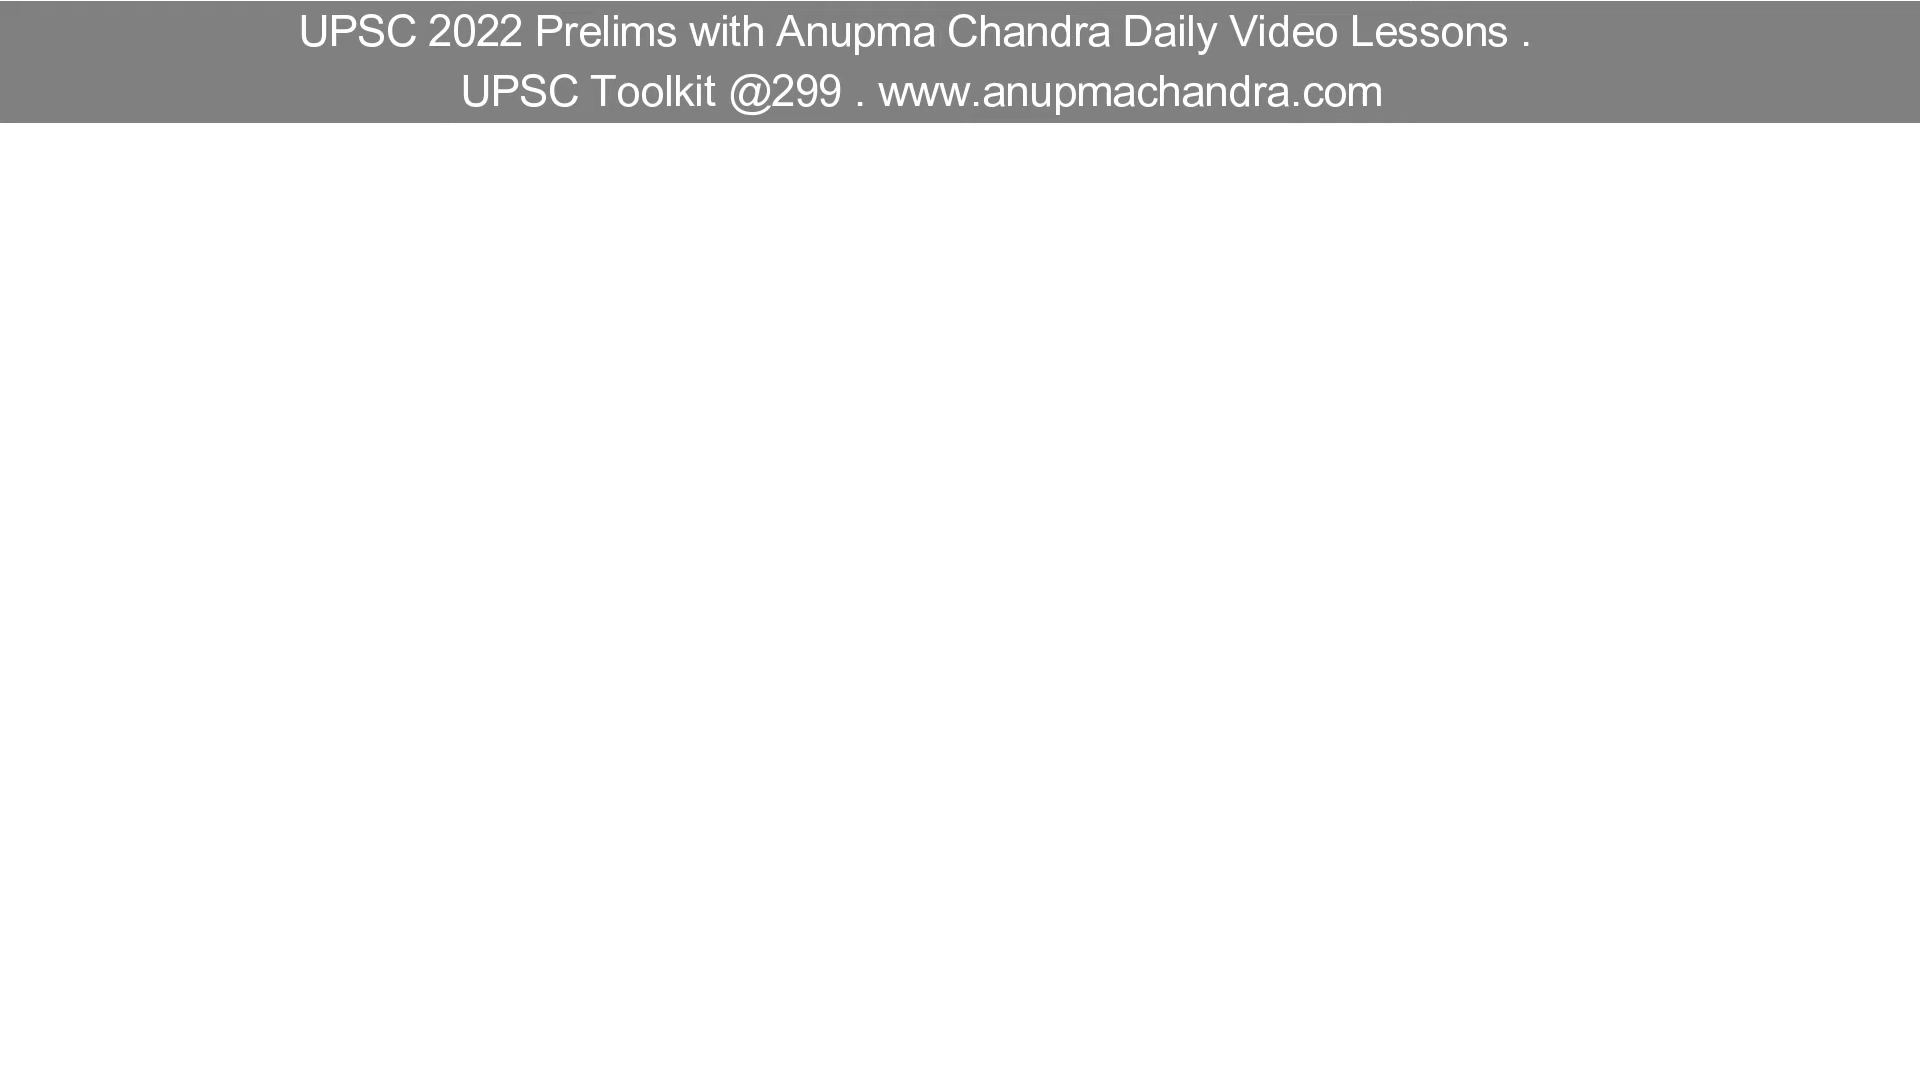 UPSC 2022 Prelims with Anupma Chandra Daily Video Lessons .
UPSC Toolkit @299 . www.anupmachandra.com